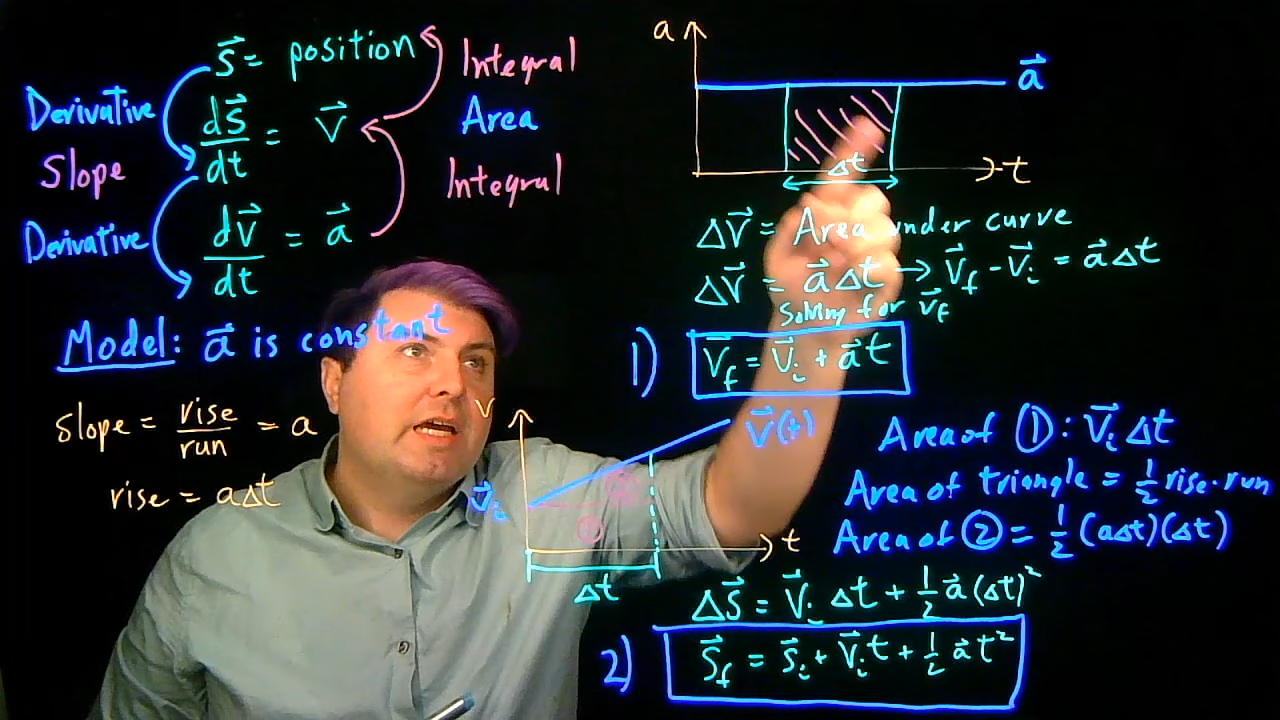 s⃗ = position
Integral
Derivative
ds⃗/dt = v⃗
Area
Slope
Integral
Derivative
dv⃗/dt = a⃗
Model: a⃗ is constant
slope = rise/run = a
rise = aΔt
a
a⃗
Δt
t
Δv⃗ = Area under curve
Δv⃗ = a⃗Δt → v⃗f - v⃗i = a⃗Δt
Solving for v⃗f
1) v⃗f = v⃗i + a⃗t
v
v⃗(t)
v⃗i
②
①
t
Δt
Area of ①: v⃗i Δt
Area of triangle = ½ rise·run
Area of ② = ½ (aΔt)(Δt)
Δs⃗ = v⃗i Δt + ½ a⃗(Δt)²
2) s⃗f = s⃗i + v⃗i t + ½ a⃗t²